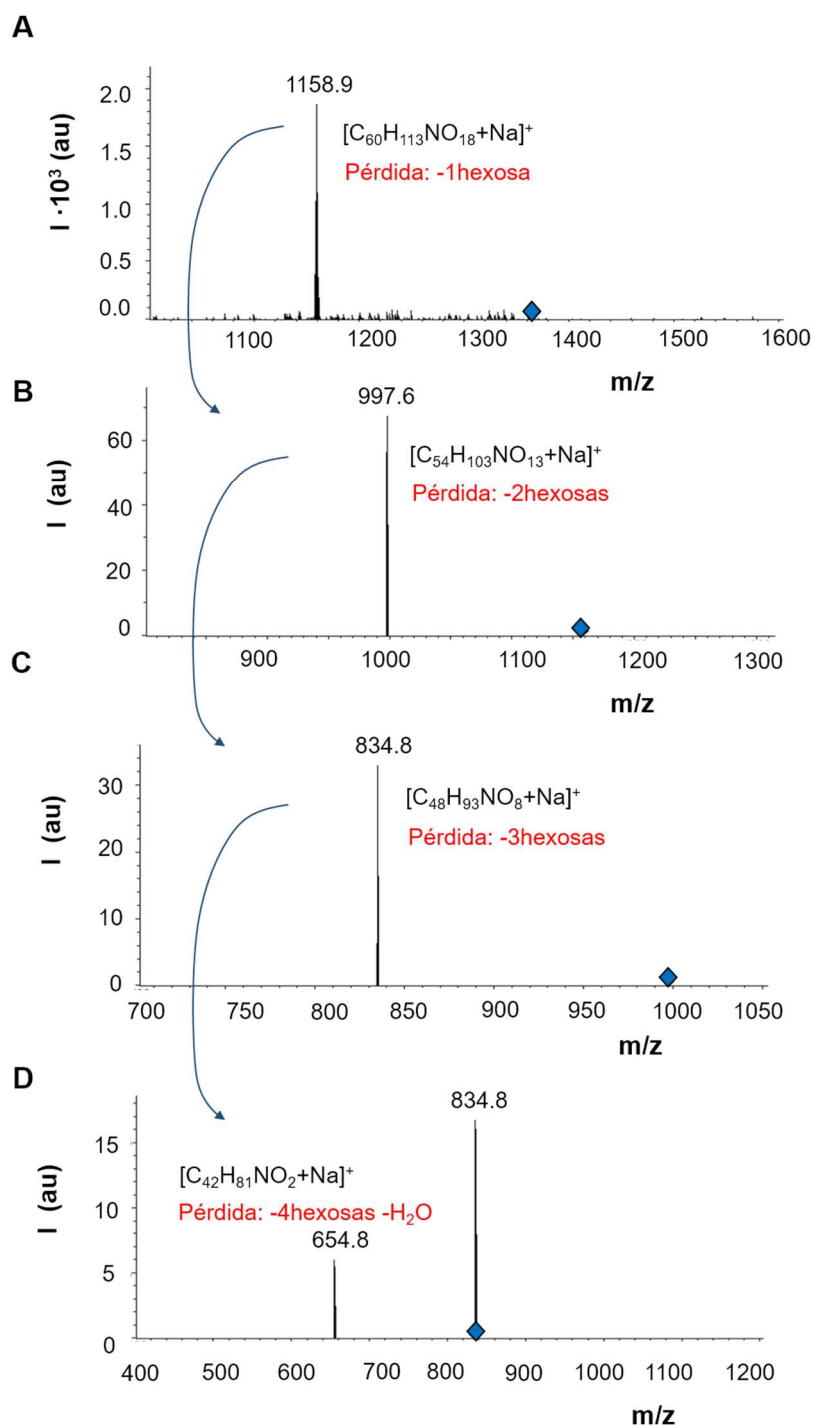 A
1158.9
[C₆₀H₁₁₃NO₁₈+Na]⁺
Pérdida: -1hexosa
I ·10³ (au)
2.0
1.5
1.0
0.5
0.0
1100 1200 1300 1400 1500 1600
m/z
B
997.6
[C₅₄H₁₀₃NO₁₃+Na]⁺
Pérdida: -2hexosas
I (au)
60
40
20
0
900 1000 1100 1200 1300
m/z
C
834.8
[C₄₈H₉₃NO₈+Na]⁺
Pérdida: -3hexosas
I (au)
30
20
10
0
700 750 800 850 900 950 1000 1050
m/z
D
834.8
[C₄₂H₈₁NO₂+Na]⁺
Pérdida: -4hexosas -H₂O
654.8
I (au)
15
10
5
0
400 500 600 700 800 900 1000 1100 1200
m/z